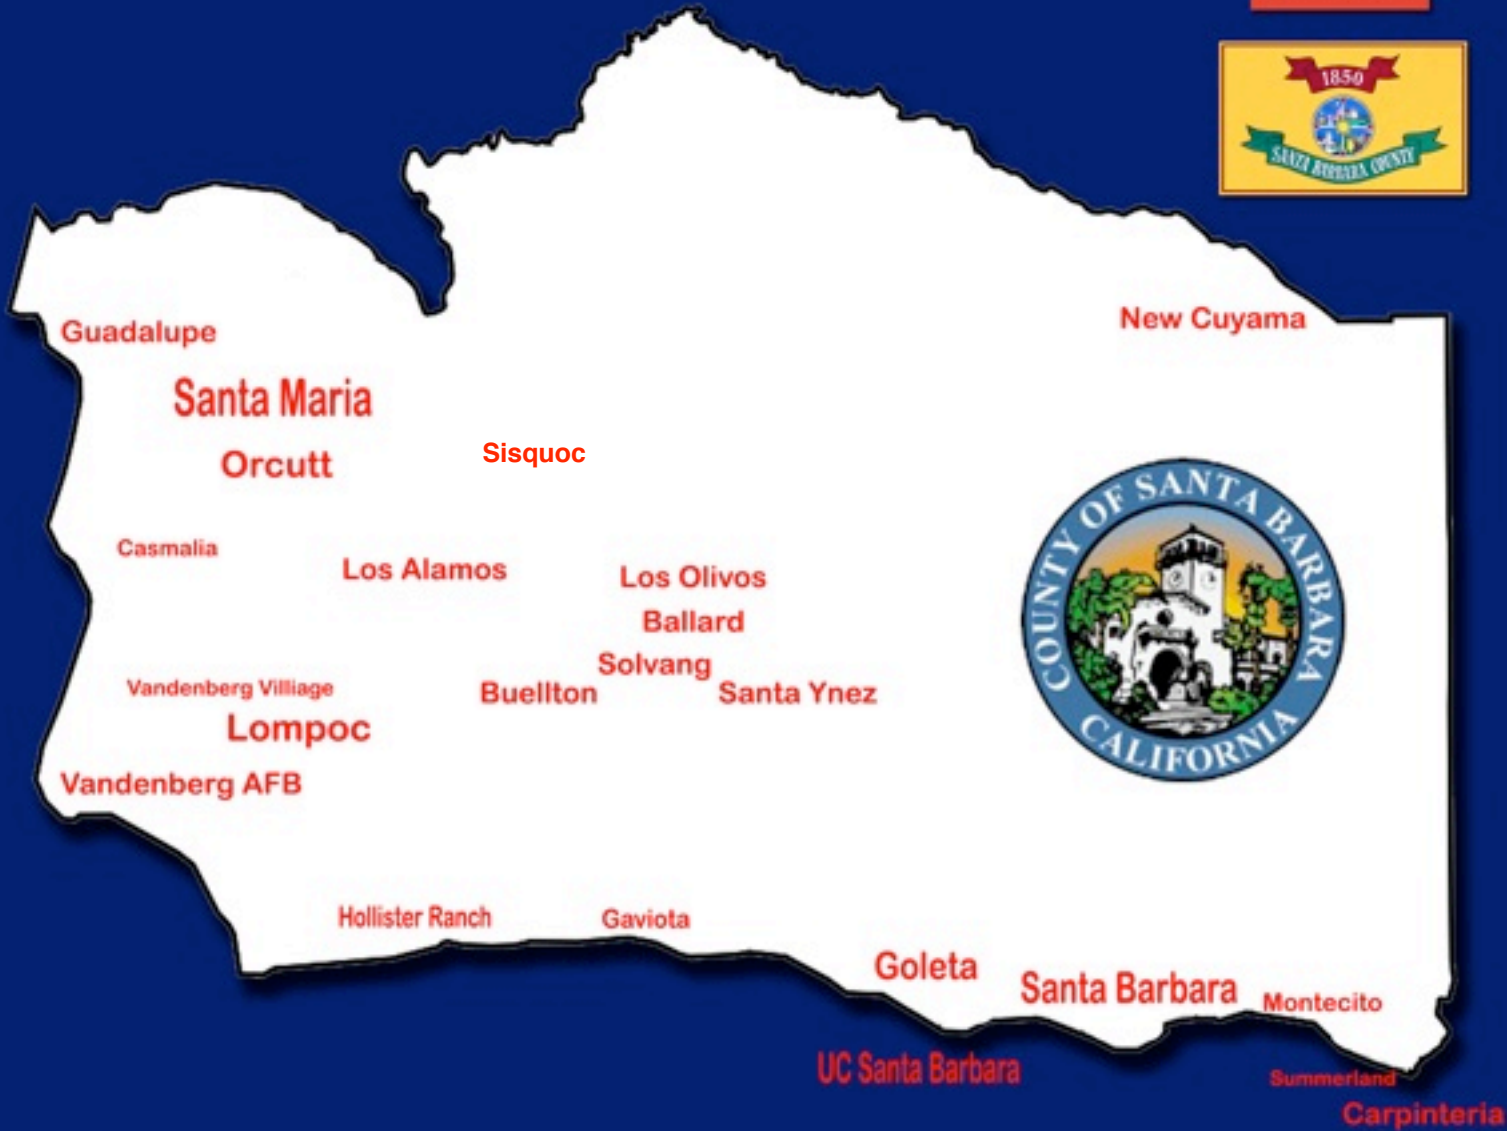 1850
SANTA BARBARA COUNTY
New Cuyama
Guadalupe
Santa Maria
Orcutt
Sisquoc
Casmalia
Los Alamos
Los Olivos
Ballard
Solvang
Buellton
Santa Ynez
Vandenberg Villiage
Lompoc
Vandenberg AFB
COUNTY OF SANTA BARBARA
CALIFORNIA
Hollister Ranch
Gaviota
Goleta
Santa Barbara
Montecito
UC Santa Barbara
Summerland
Carpinteria